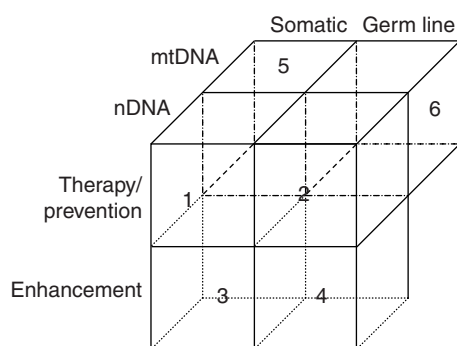 Somatic Germ line
mtDNA
5
nDNA
6
Therapy/
prevention
1
2
Enhancement
3
4